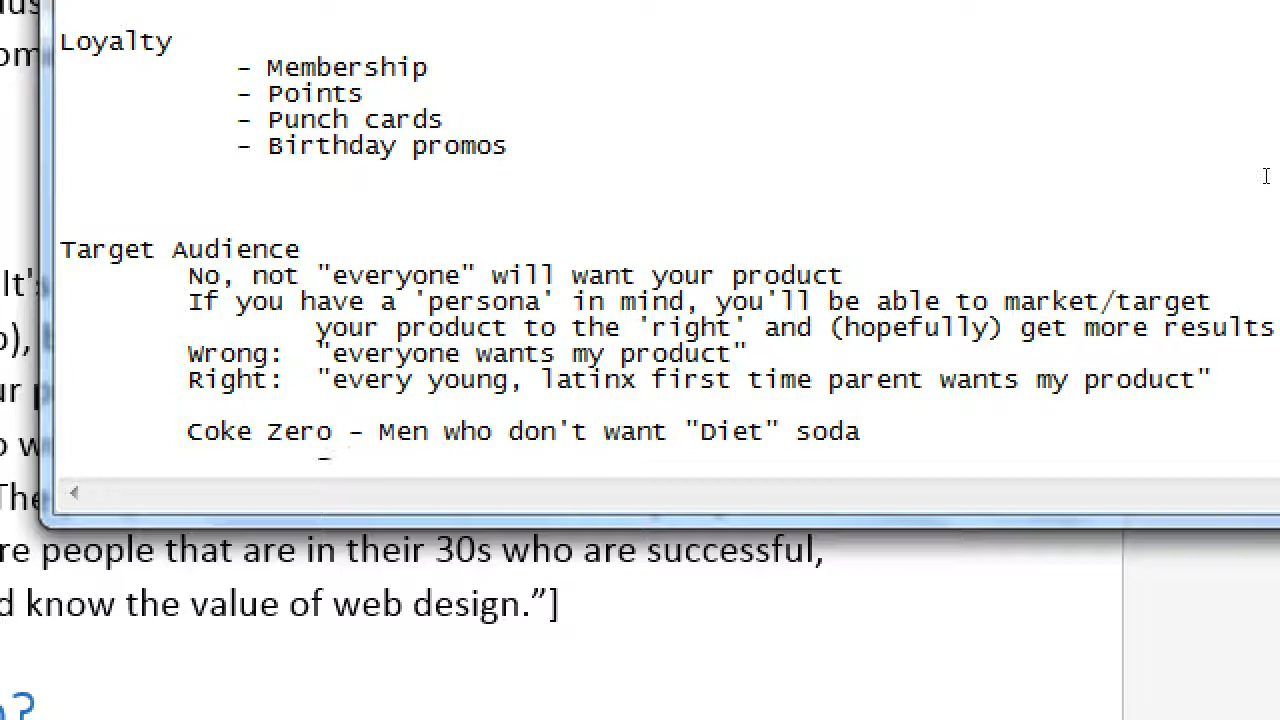 Loyalty
- Membership
- Points
- Punch cards
- Birthday promos
Target Audience
No, not "everyone" will want your product
If you have a 'persona' in mind, you'll be able to market/target
your product to the 'right' and (hopefully) get more results
Wrong: "everyone wants my product"
Right: "every young, latinx first time parent wants my product"
Coke Zero - Men who don't want "Diet" soda
It's
re people that are in their 30s who are successful,
d know the value of web design.”]